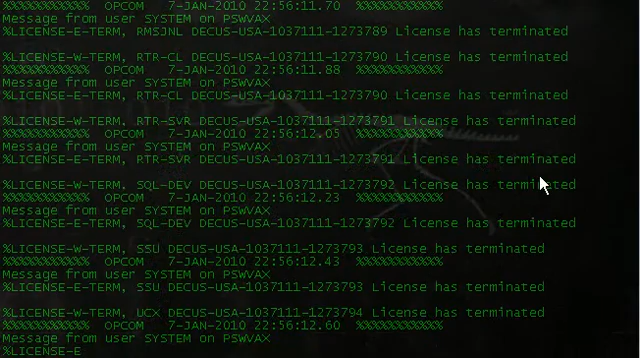 %%%%%%%%%%%  OPCOM   7-JAN-2010 22:56:11.70  %%%%%%%%%%%
Message from user SYSTEM on PSWVAX
%LICENSE-E-TERM, RMSJNL DECUS-USA-1037111-1273789 License has terminated
%LICENSE-W-TERM, RTR-CL DECUS-USA-1037111-1273790 License has terminated
%%%%%%%%%%%  OPCOM   7-JAN-2010 22:56:11.88  %%%%%%%%%%%
Message from user SYSTEM on PSWVAX
%LICENSE-E-TERM, RTR-CL DECUS-USA-1037111-1273790 License has terminated
%LICENSE-W-TERM, RTR-SVR DECUS-USA-1037111-1273791 License has terminated
%%%%%%%%%%%  OPCOM   7-JAN-2010 22:56:12.05  %%%%%%%%%%%
Message from user SYSTEM on PSWVAX
%LICENSE-E-TERM, RTR-SVR DECUS-USA-1037111-1273791 License has terminated
%LICENSE-W-TERM, SQL-DEV DECUS-USA-1037111-1273792 License has terminated
%%%%%%%%%%%  OPCOM   7-JAN-2010 22:56:12.23  %%%%%%%%%%%
Message from user SYSTEM on PSWVAX
%LICENSE-E-TERM, SQL-DEV DECUS-USA-1037111-1273792 License has terminated
%LICENSE-W-TERM, SSU DECUS-USA-1037111-1273793 License has terminated
%%%%%%%%%%%  OPCOM   7-JAN-2010 22:56:12.43  %%%%%%%%%%%
Message from user SYSTEM on PSWVAX
%LICENSE-E-TERM, SSU DECUS-USA-1037111-1273793 License has terminated
%LICENSE-W-TERM, UCX DECUS-USA-1037111-1273794 License has terminated
%%%%%%%%%%%  OPCOM   7-JAN-2010 22:56:12.60  %%%%%%%%%%%
Message from user SYSTEM on PSWVAX
%LICENSE-E